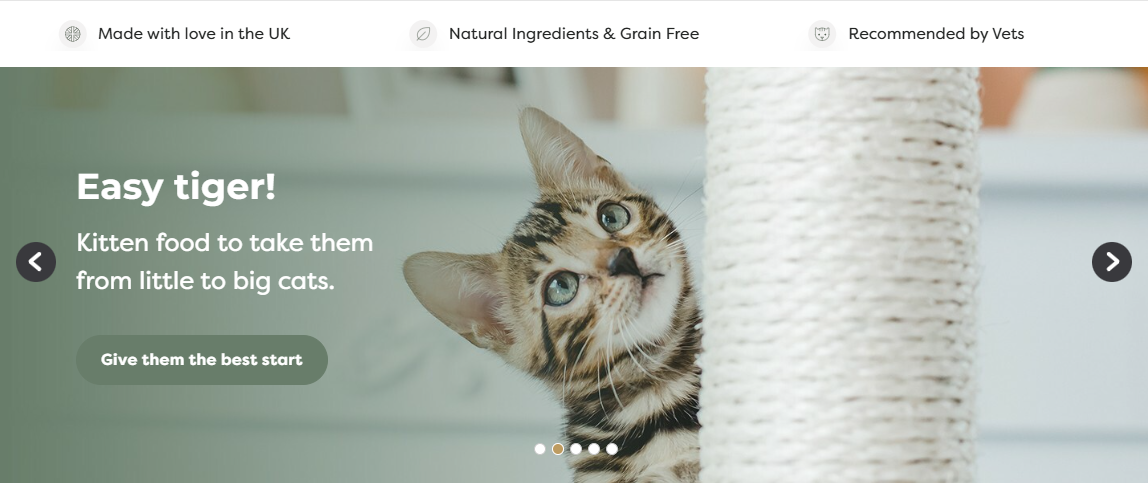 Made with love in the UK
Natural Ingredients & Grain Free
Recommended by Vets
Easy tiger!
Kitten food to take them
from little to big cats.
Give them the best start